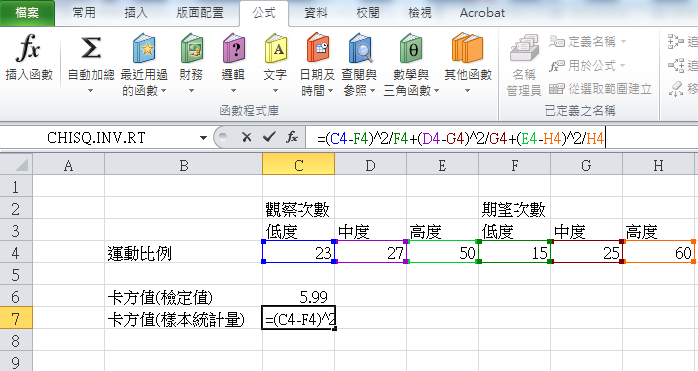 檔案 常用 插入 版面配置 公式 資料 校閱 檢視 Acrobat
插入函數 自動加總 最近用過的函數 財務 邏輯 文字 日期及時間 查閱與參照 數學與三角函數 其他函數 名稱管理員 定義名稱 用於公式 從選取範圍建立 追 追 移
函數程式庫 已定義之名稱
CHISQ.INV.RT fx =(C4-F4)^2/F4+(D4-G4)^2/G4+(E4-H4)^2/H4
A B C D E F G H
1
2 觀察次數 期望次數
3 低度 中度 高度 低度 中度 高度
4 運動比例 23 27 50 15 25 60
5
6 卡方值(檢定值) 5.99
7 卡方值(樣本統計量) =(C4-F4)^2
8
9